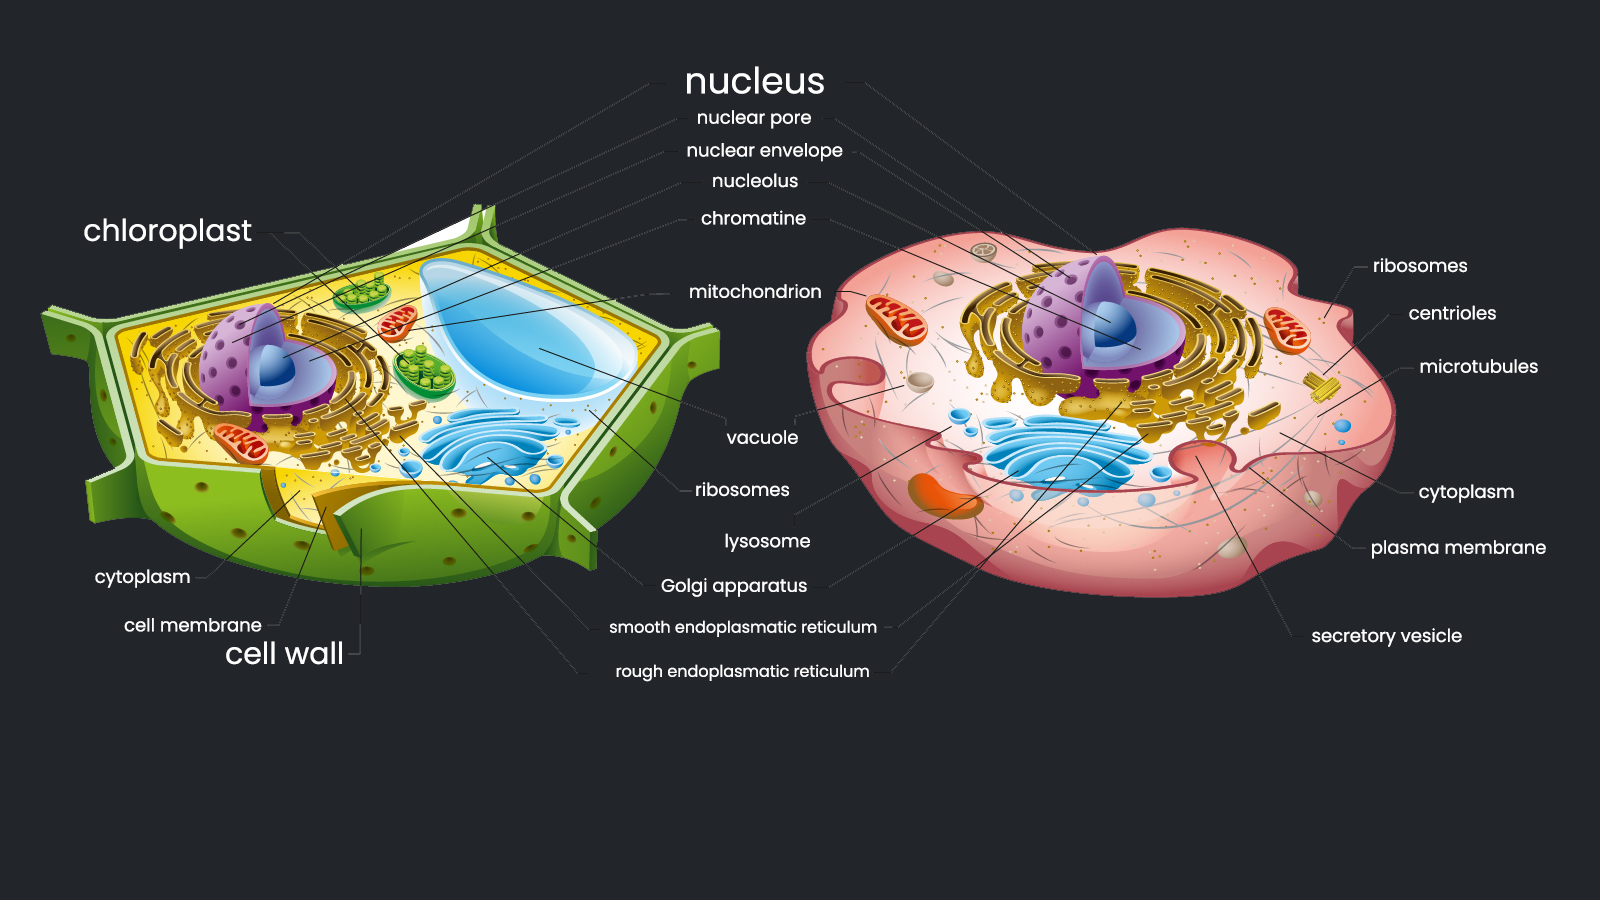 nucleus
nuclear pore
nuclear envelope
nucleolus
chromatine
chloroplast
mitochondrion
ribosomes
centrioles
microtubules
vacuole
ribosomes
cytoplasm
lysosome
plasma membrane
cytoplasm
Golgi apparatus
cell membrane
smooth endoplasmatic reticulum
secretory vesicle
cell wall
rough endoplasmatic reticulum